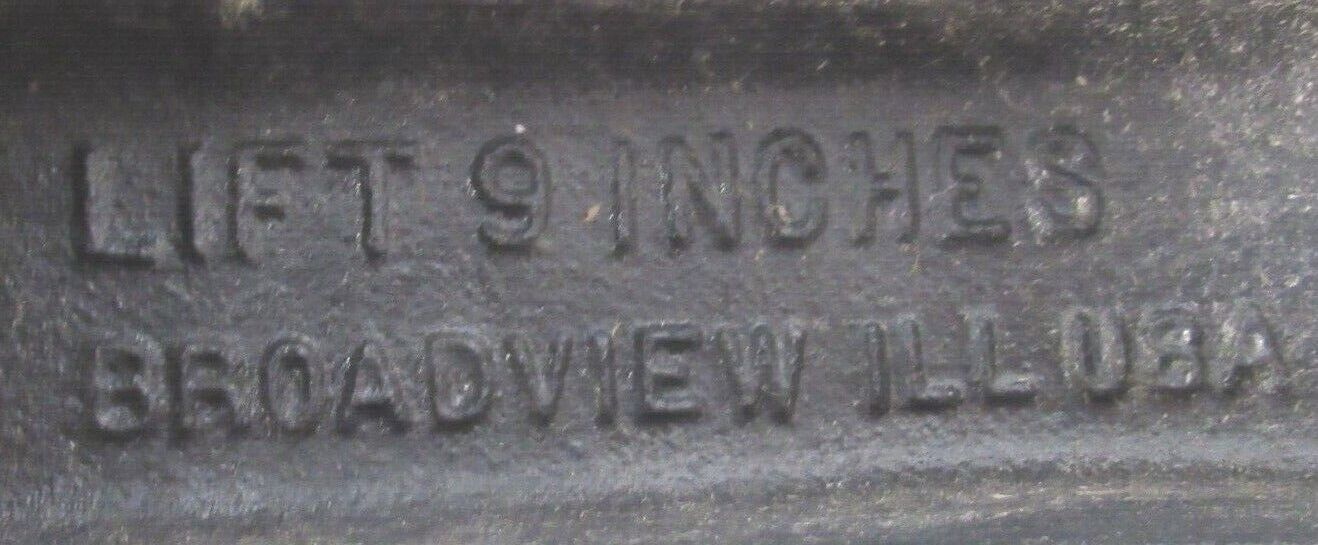 LIFT 9 INCHES
BROADVIEW ILL USA